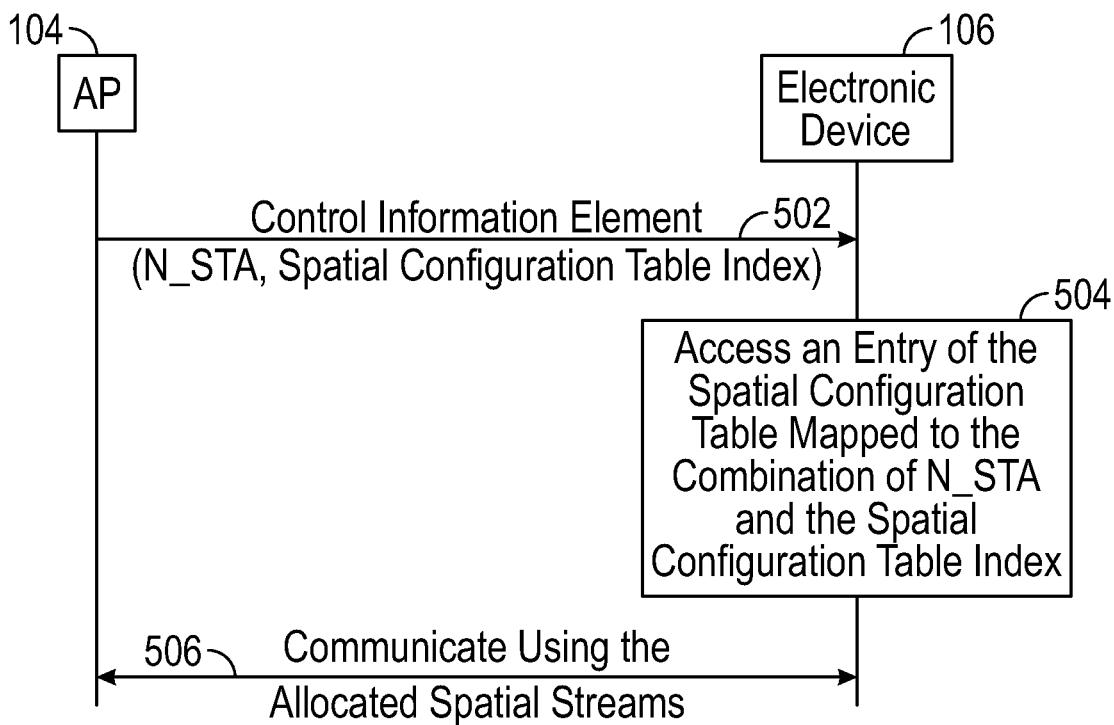 104
106
AP
Electronic
Device
Control Information Element
502
(N_STA, Spatial Configuration Table Index)
504
Access an Entry of the
Spatial Configuration
Table Mapped to the
Combination of N_STA
and the Spatial
Configuration Table Index
506
Communicate Using the
Allocated Spatial Streams